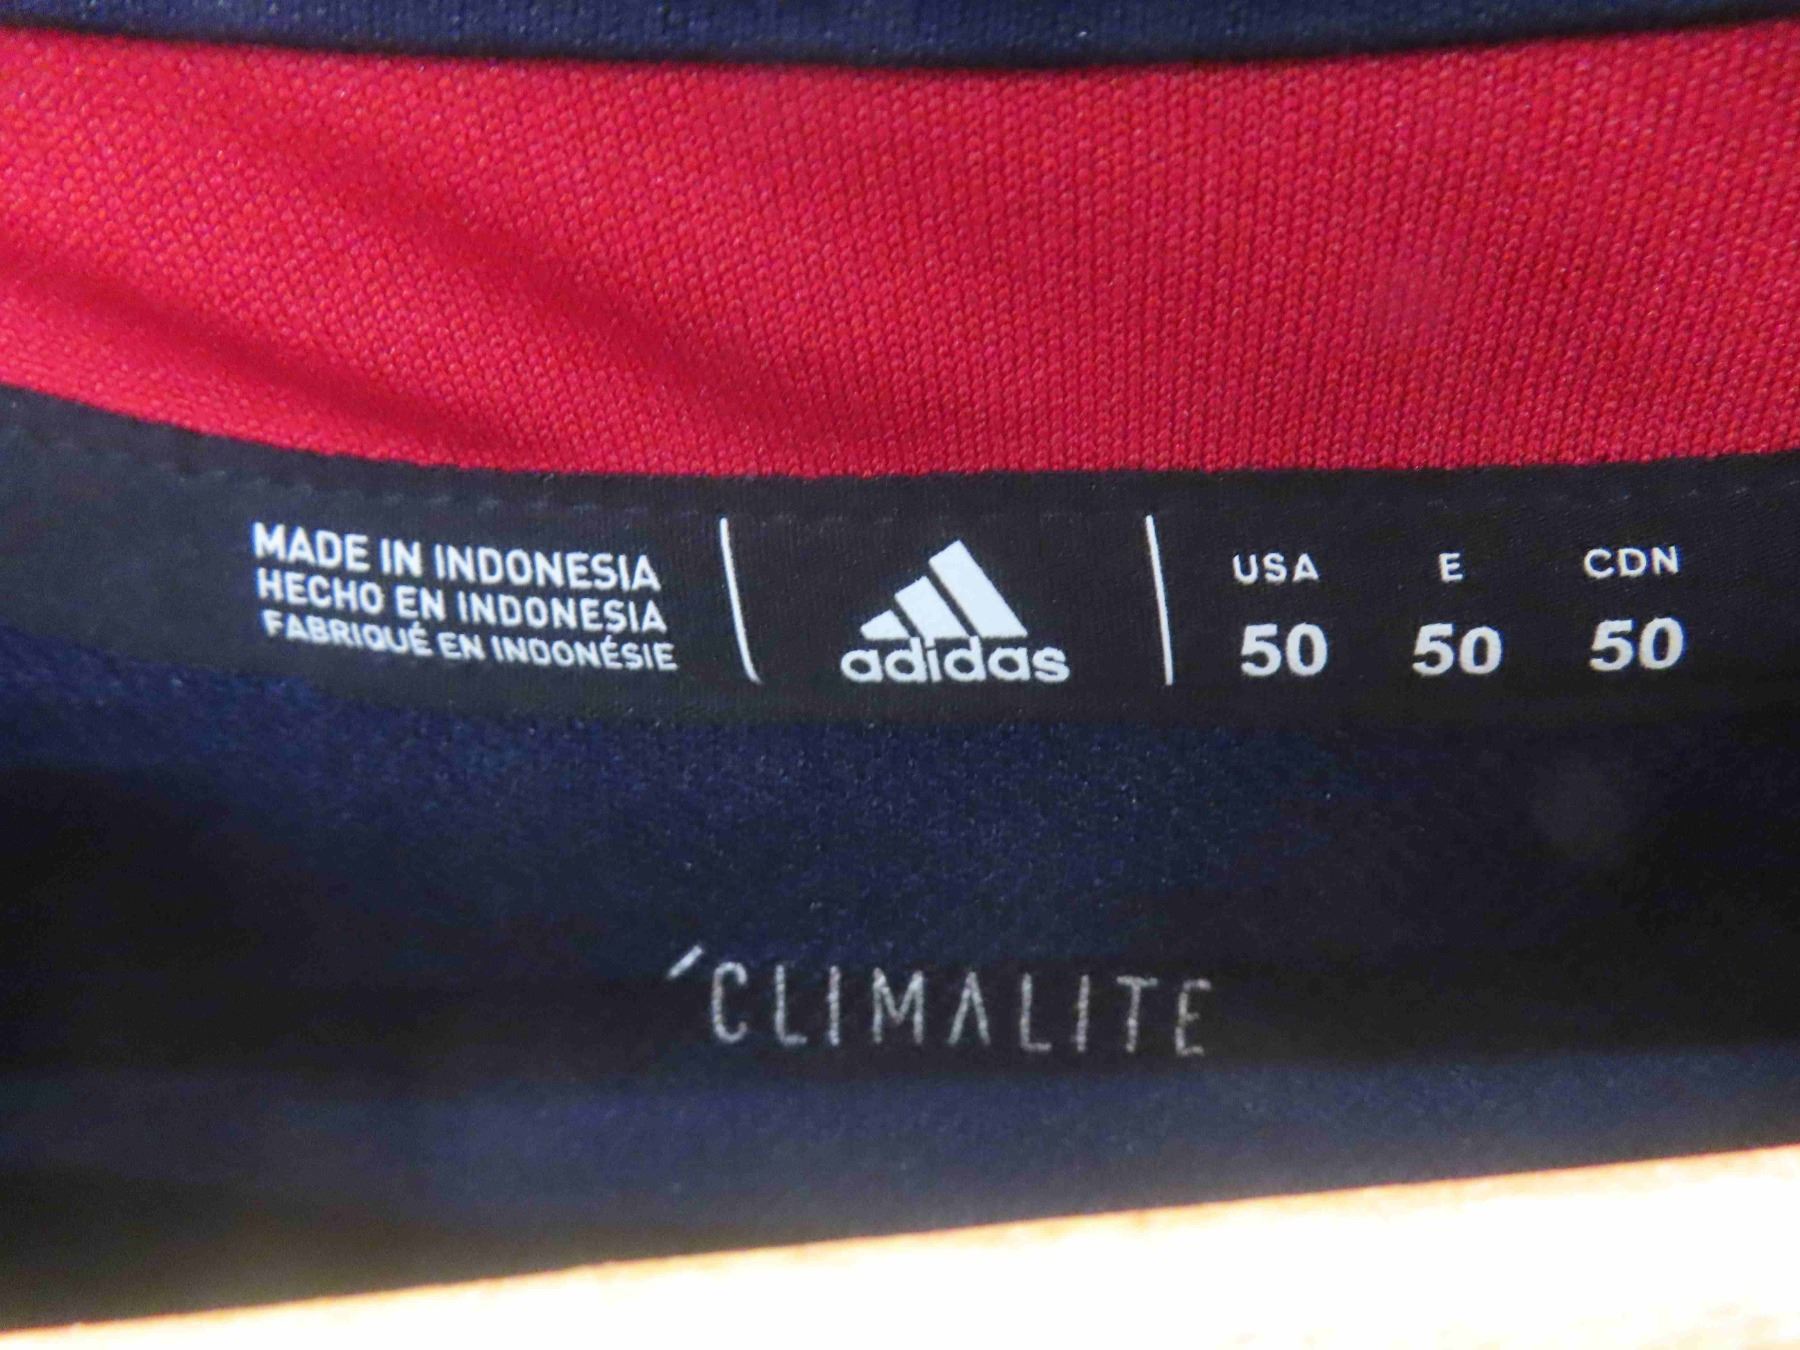 MADE IN INDONESIA
HECHO EN INDONESIA
FABRIQUÉ EN INDONÉSIE
adidas
USA E CDN
50 50 50
´CLIMALITE